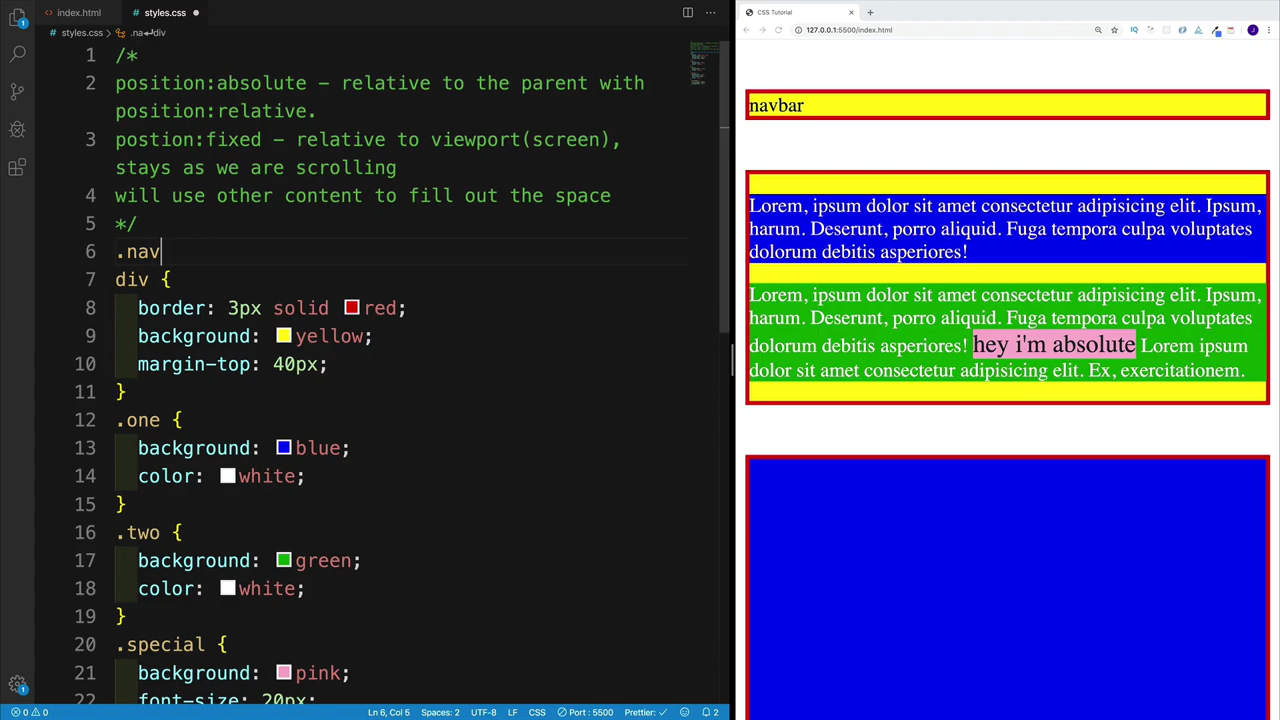 index.html
styles.css
styles.css
1 /*
2 position:absolute - relative to the parent with
position:relative.
3 postion:fixed - relative to viewport(screen),
stays as we are scrolling
4 will use other content to fill out the space
5 */
6 .nav
7 div {
8 border: 3px solid red;
9 background: yellow;
10 margin-top: 40px;
11 }
12 .one {
13 background: blue;
14 color: white;
15 }
16 .two {
17 background: green;
18 color: white;
19 }
20 .special {
21 background: pink;
22 font-size: 20px;
0 0 Ln 6, Col 5 Spaces: 2 UTF-8 LF CSS Port : 5500 Prettier: 2
CSS Tutorial
127.0.0.1:5500/index.html
navbar
Lorem, ipsum dolor sit amet consectetur adipisicing elit. Ipsum,
harum. Deserunt, porro aliquid. Fuga tempora culpa voluptates
dolorum debitis asperiores!
Lorem, ipsum dolor sit amet consectetur adipisicing elit. Ipsum,
harum. Deserunt, porro aliquid. Fuga tempora culpa voluptates
dolorum debitis asperiores! hey i'm absolute Lorem ipsum
dolor sit amet consectetur adipisicing elit. Ex, exercitationem.